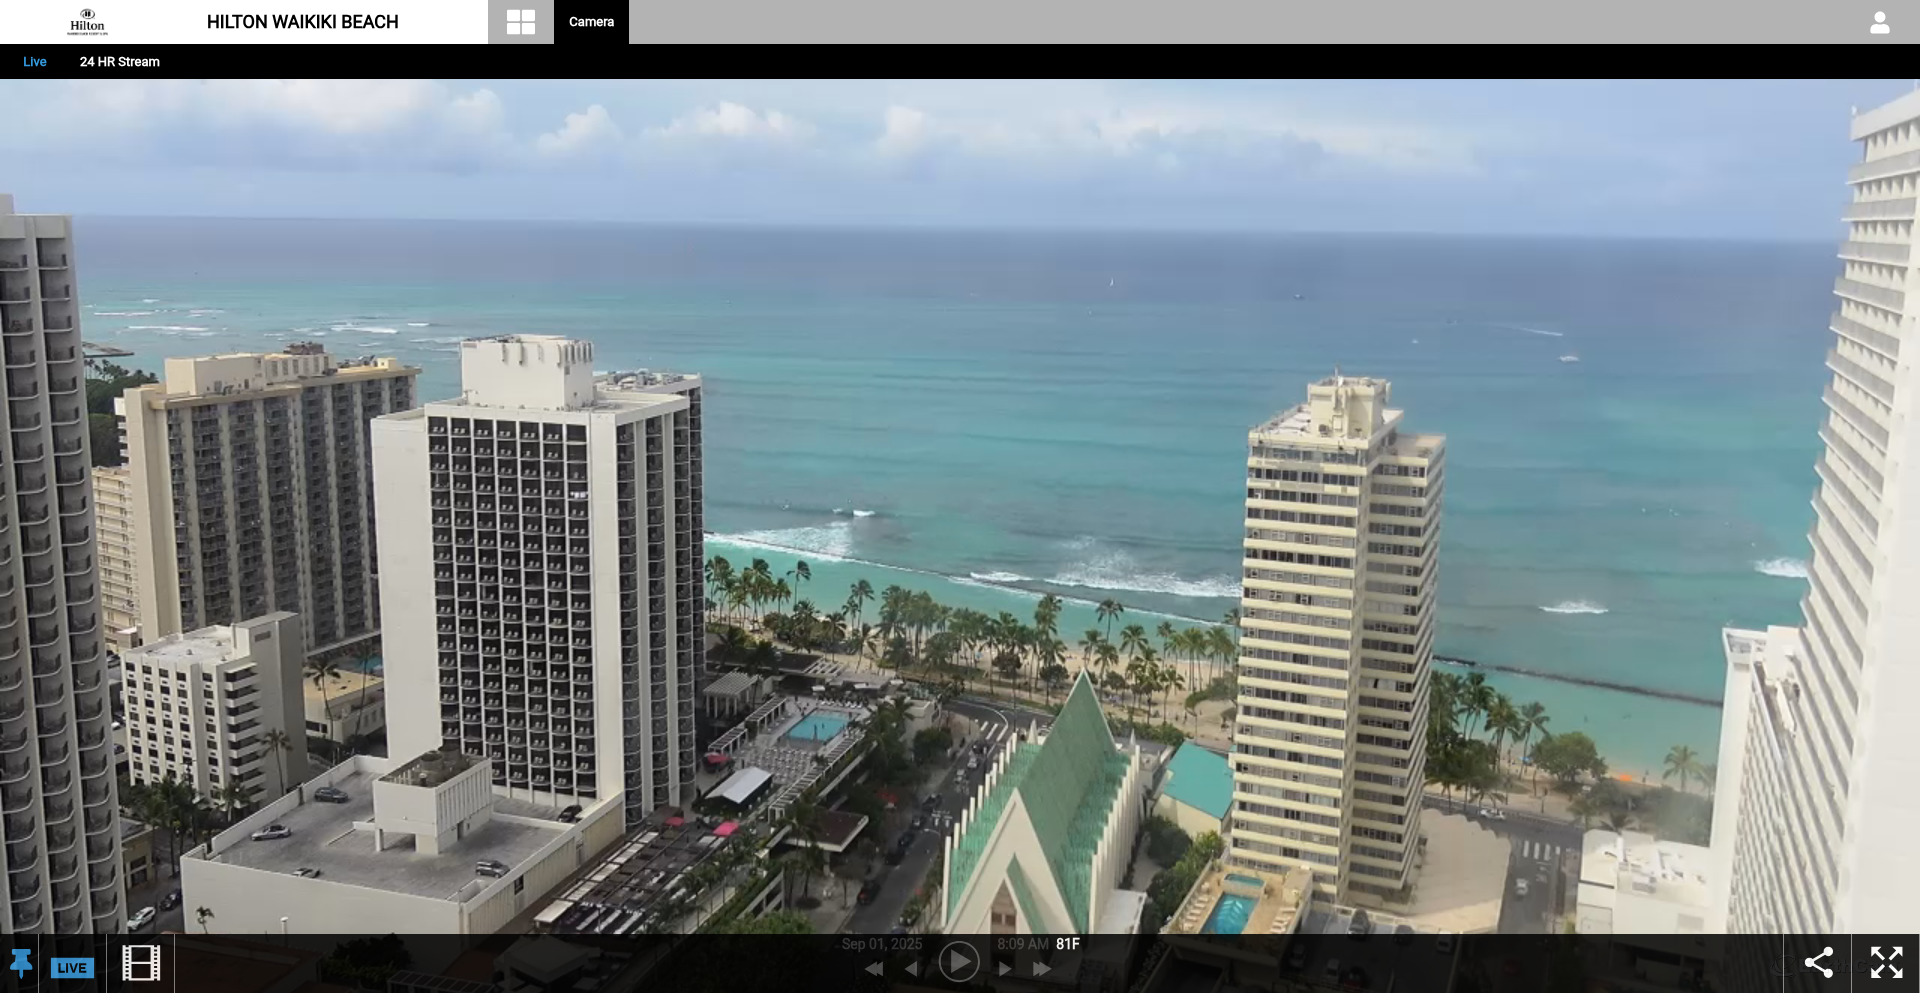 Hilton
HILTON WAIKIKI BEACH
Camera
Live
24 HR Stream
Sep 01, 2025
8:09 AM
81F
LIVE